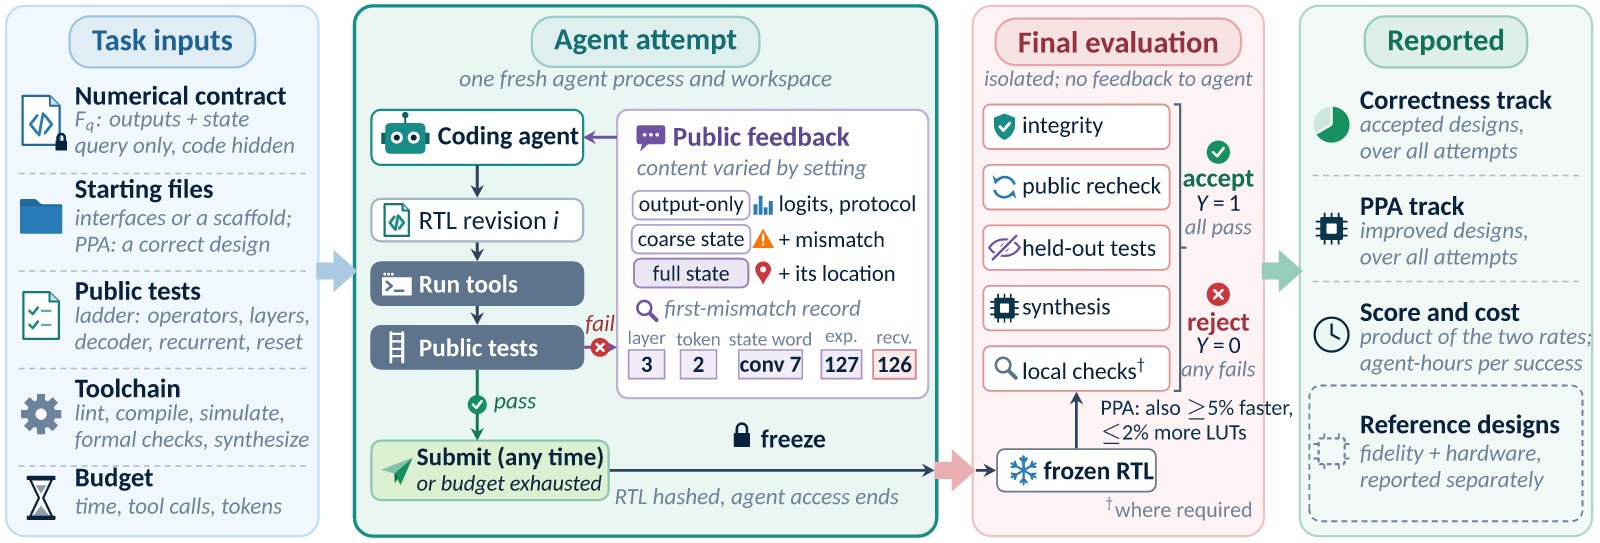 Task inputs
Numerical contract
F_q: outputs + state
query only, code hidden
Starting files
interfaces or a scaffold;
PPA: a correct design
Public tests
ladder: operators, layers,
decoder, recurrent, reset
Toolchain
lint, compile, simulate,
formal checks, synthesize
Budget
time, tool calls, tokens
Agent attempt
one fresh agent process and workspace
Coding agent
RTL revision i
Run tools
Public tests
fail
pass
Submit (any time)
or budget exhausted
Public feedback
content varied by setting
output-only logits, protocol
coarse state + mismatch
full state + its location
first-mismatch record
layer token state word exp. recv.
3 2 conv 7 127 126
freeze
RTL hashed, agent access ends
Final evaluation
isolated; no feedback to agent
integrity
public recheck
held-out tests
synthesis
local checks†
accept
Y = 1
all pass
reject
Y = 0
any fails
PPA: also ≥5% faster,
≤2% more LUTs
frozen RTL
†where required
Reported
Correctness track
accepted designs,
over all attempts
PPA track
improved designs,
over all attempts
Score and cost
product of the two rates;
agent-hours per success
Reference designs
fidelity + hardware,
reported separately